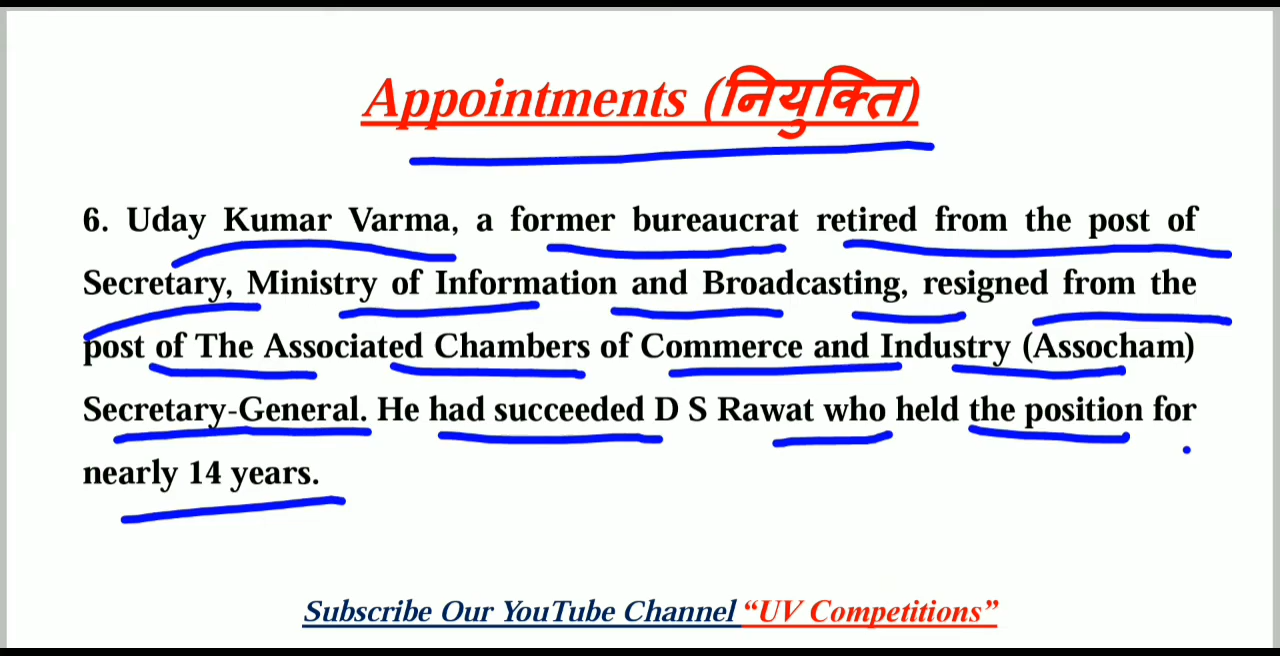 Appointments (नियुक्ति)
6. Uday Kumar Varma, a former bureaucrat retired from the post of
Secretary, Ministry of Information and Broadcasting, resigned from the
post of The Associated Chambers of Commerce and Industry (Assocham)
Secretary-General. He had succeeded D S Rawat who held the position for
nearly 14 years.
Subscribe Our YouTube Channel “UV Competitions”